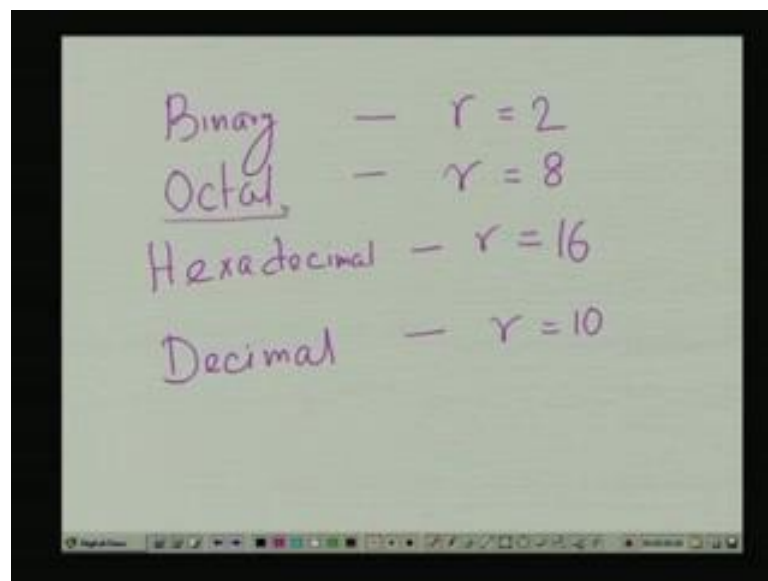 Binary — r = 2
Octal — r = 8
Hexadecimal — r = 16
Decimal — r = 10